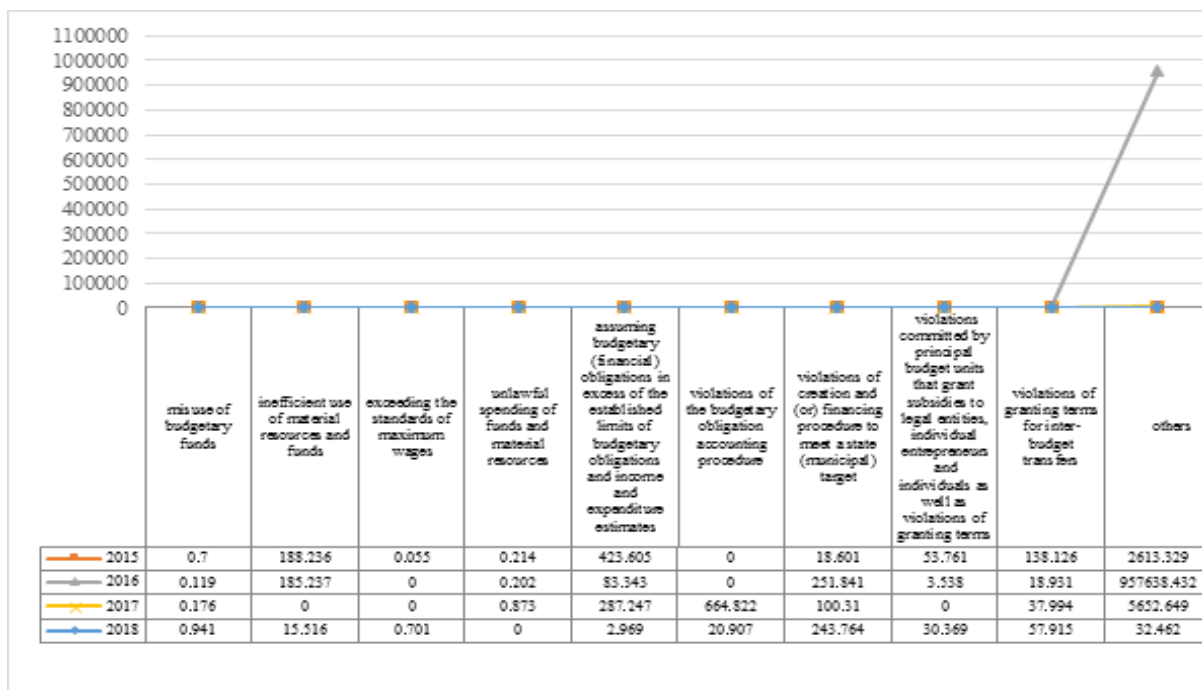 1100000
1000000
900000
800000
700000
600000
500000
400000
300000
200000
100000
0
misuse of
budgetary
funds
inefficient use
of material
resources and
funds
exceeding the
standards of
maximum
wages
unlawful
spending of
funds and
material
resources
assuming
budgetary
(financial)
obligations in
excess of the
established
limits of
budgetary
obligations
and income
and
expenditure
estimates
violations of
the budgetary
obligation
accounting
procedure
violations of
creation and
(or) financing
procedure to
meet a state
(municipal)
target
violations
committed by
principal
budget units
that grant
subsidies to
legal entities,
individual
entrepreneurs
and
individuals as
well as
violations of
granting terms
violations of
granting terms
for inter-
budget
transfers
others
2015 0.7 188.236 0.055 0.214 423.605 0 18.601 53.761 138.126 2613.329
2016 0.119 185.237 0 0.202 83.343 0 251.841 3.538 18.931 957638.432
2017 0.176 0 0 0.873 287.247 664.822 100.31 0 37.994 5652.649
2018 0.941 15.516 0.701 0 2.969 20.907 243.764 30.369 57.915 32.462